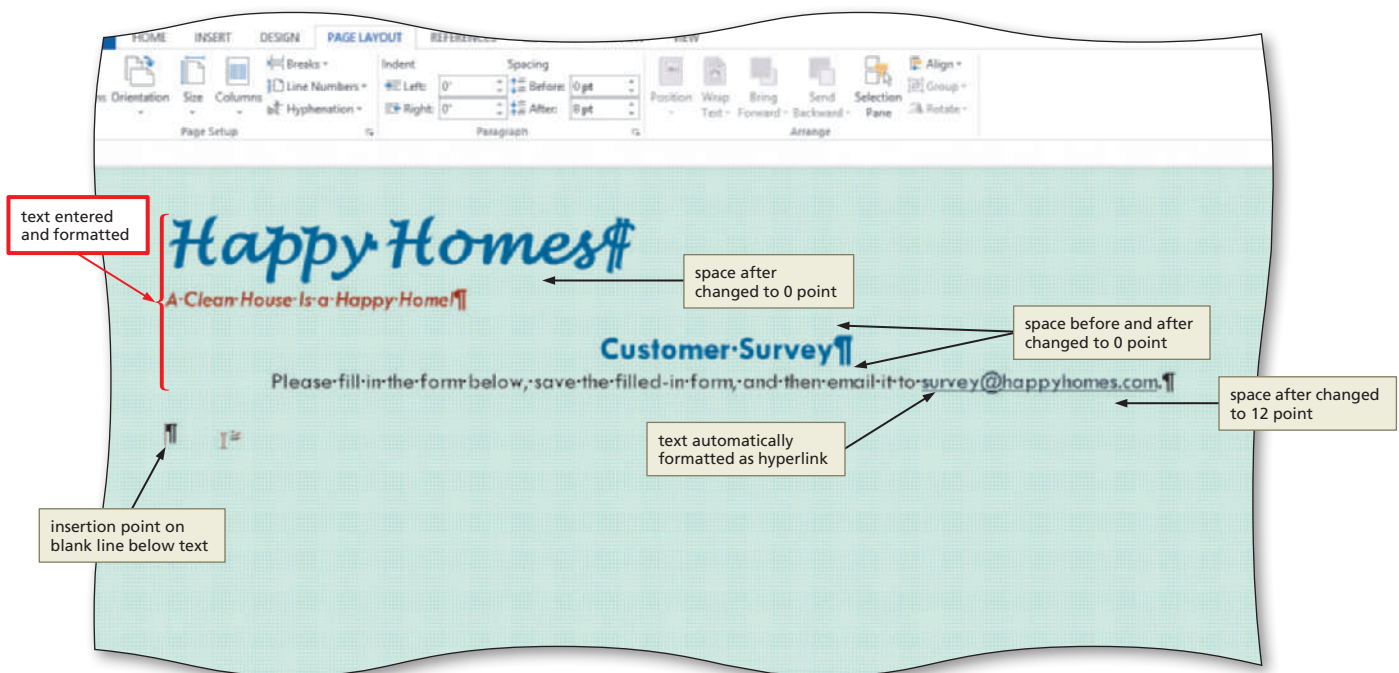 HOME INSERT DESIGN PAGE LAYOUT REFERENCES VIEW
Breaks Indent Spacing Align
Orientation Size Columns Line Numbers Left: 0" Before: 0 pt Position Wrap Text Bring Forward Send Backward Selection Pane Group
Hyphenation Right: 0" After: 8 pt Rotate
Page Setup Paragraph Arrange
text entered
and formatted
Happy·Homes¶
A·Clean·House·Is·a·Happy·Home!¶
space after
changed to 0 point
space before and after
changed to 0 point
Customer·Survey¶
Please·fill·in·the·form·below,·save·the·filled-in·form,·and·then·email·it·to·survey@happyhomes.com.¶
space after changed
to 12 point
¶
text automatically
formatted as hyperlink
insertion point on
blank line below text